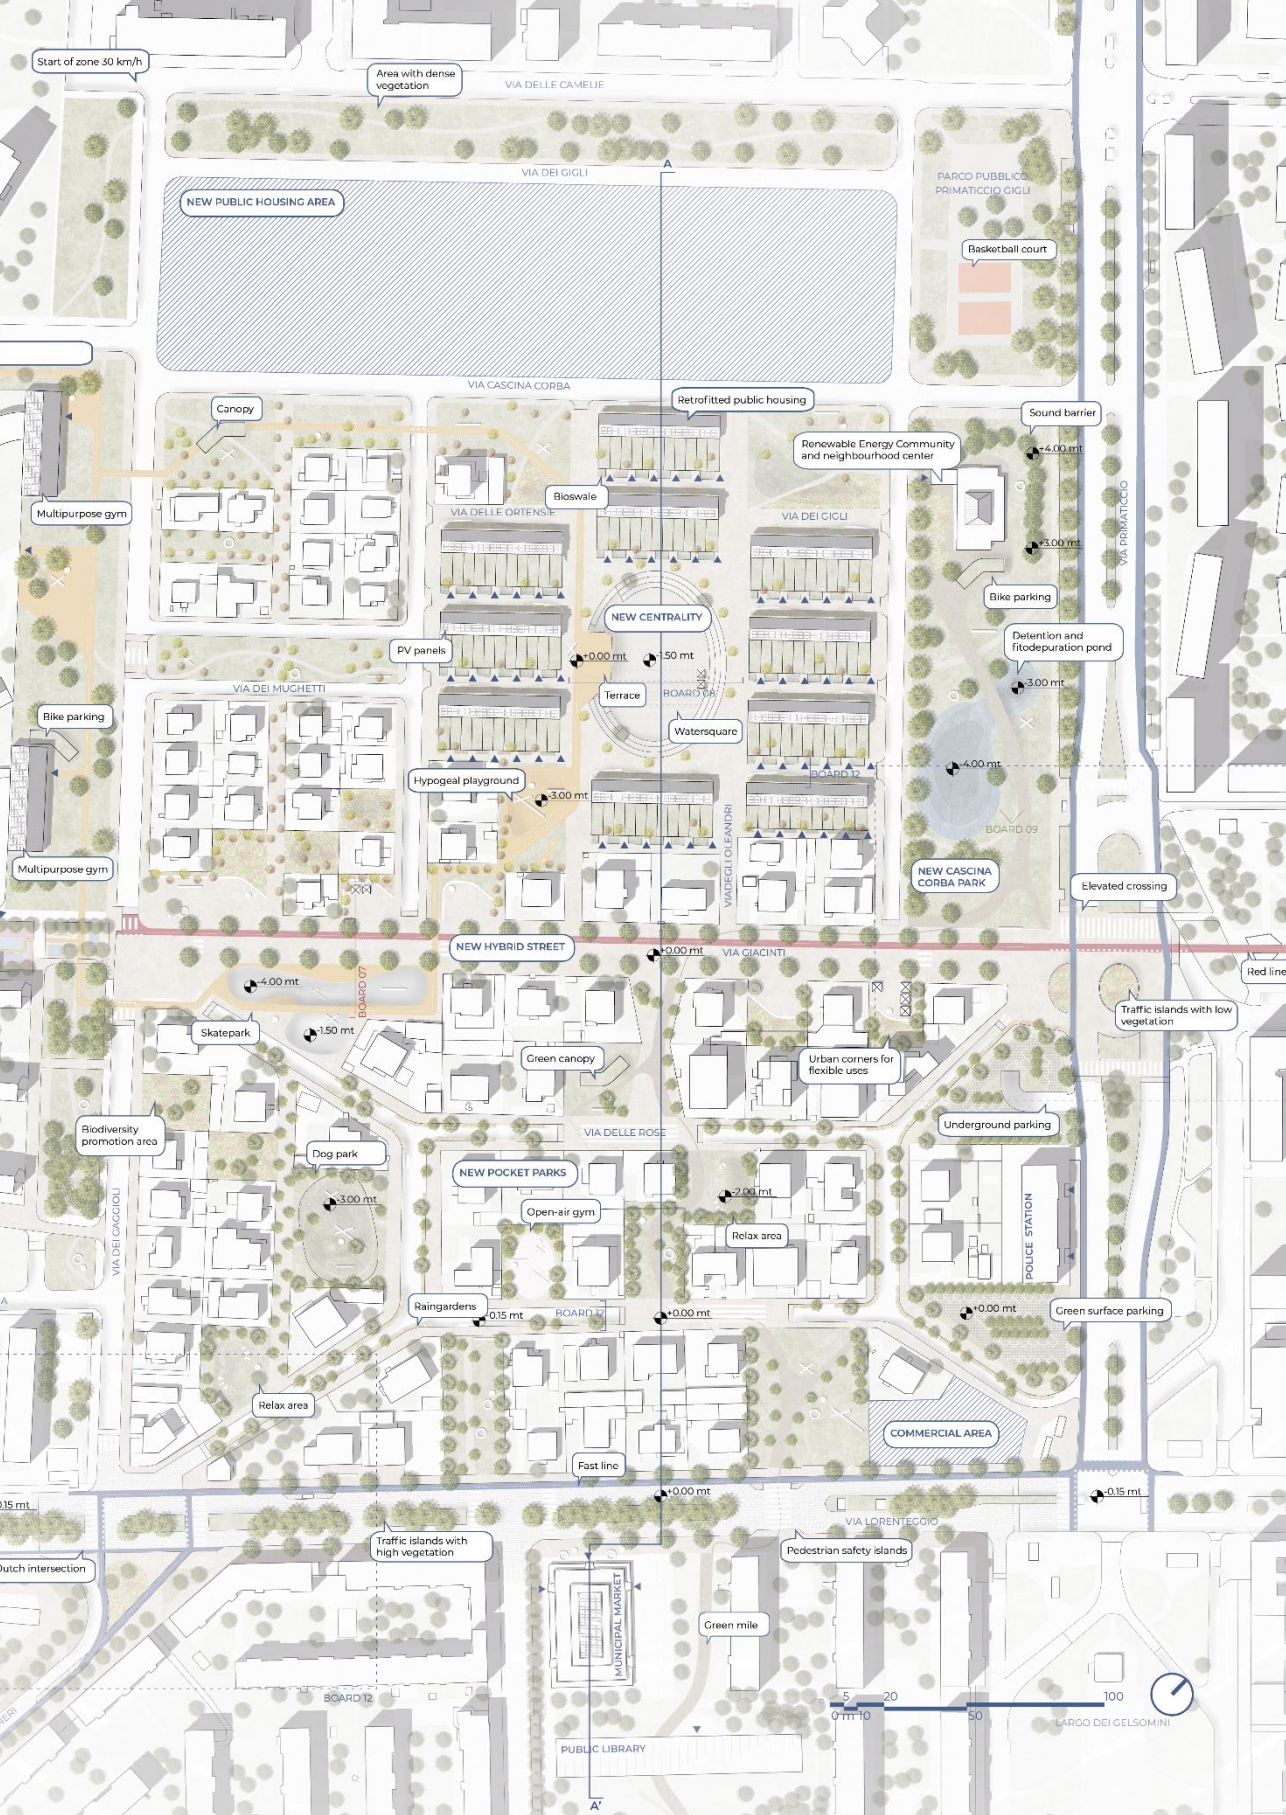 Start of zone 30 km/h
Area with dense
vegetation
VIA DELLE CAMELIE
VIA DEI GIGLI
A
PARCO PUBBLICO
PRIMATICCIO GIGLI
NEW PUBLIC HOUSING AREA
Basketball court
VIA CASCINA CORBA
Canopy
Retrofitted public housing
Sound barrier
Renewable Energy Community
and neighbourhood center
+4.00 mt
Multipurpose gym
Bioswale
VIA DELLE ORTENSIE
VIA DEI GIGLI
VIA PRIMATICCIO
+3.00 mt
Bike parking
NEW CENTRALITY
Detention and
fitodepuration pond
PV panels
+0.00 mt
-1.50 mt
-3.00 mt
VIA DEI MUGHETTI
Terrace
BOARD 08
Bike parking
Watersquare
Hypogeal playground
BOARD 12
-4.00 mt
-3.00 mt
VIA DEGLI OLEANDRI
BOARD 09
Multipurpose gym
NEW CASCINA
CORBA PARK
Elevated crossing
NEW HYBRID STREET
+0.00 mt
VIA GIACINTI
Red line
-4.00 mt
BOARD 07
Skatepark
-1.50 mt
Traffic islands with low
vegetation
Green canopy
Urban corners for
flexible uses
Biodiversity
promotion area
Underground parking
VIA DELLE ROSE
Dog park
NEW POCKET PARKS
-3.00 mt
-2.00 mt
Open-air gym
Relax area
VIA DEI GAGGIOLI
POLICE STATION
A
Raingardens
-0.15 mt
BOARD 12
+0.00 mt
+0.00 mt
Green surface parking
Relax area
COMMERCIAL AREA
Fast line
+0.00 mt
-0.15 mt
0.15 mt
VIA LORENTEGGIO
Traffic islands with
high vegetation
Pedestrian safety islands
Dutch intersection
MUNICIPAL MARKET
Green mile
BOARD 12
NERI
5 20 100
0 m 10 50
LARGO DEI GELSOMINI
PUBLIC LIBRARY
A'